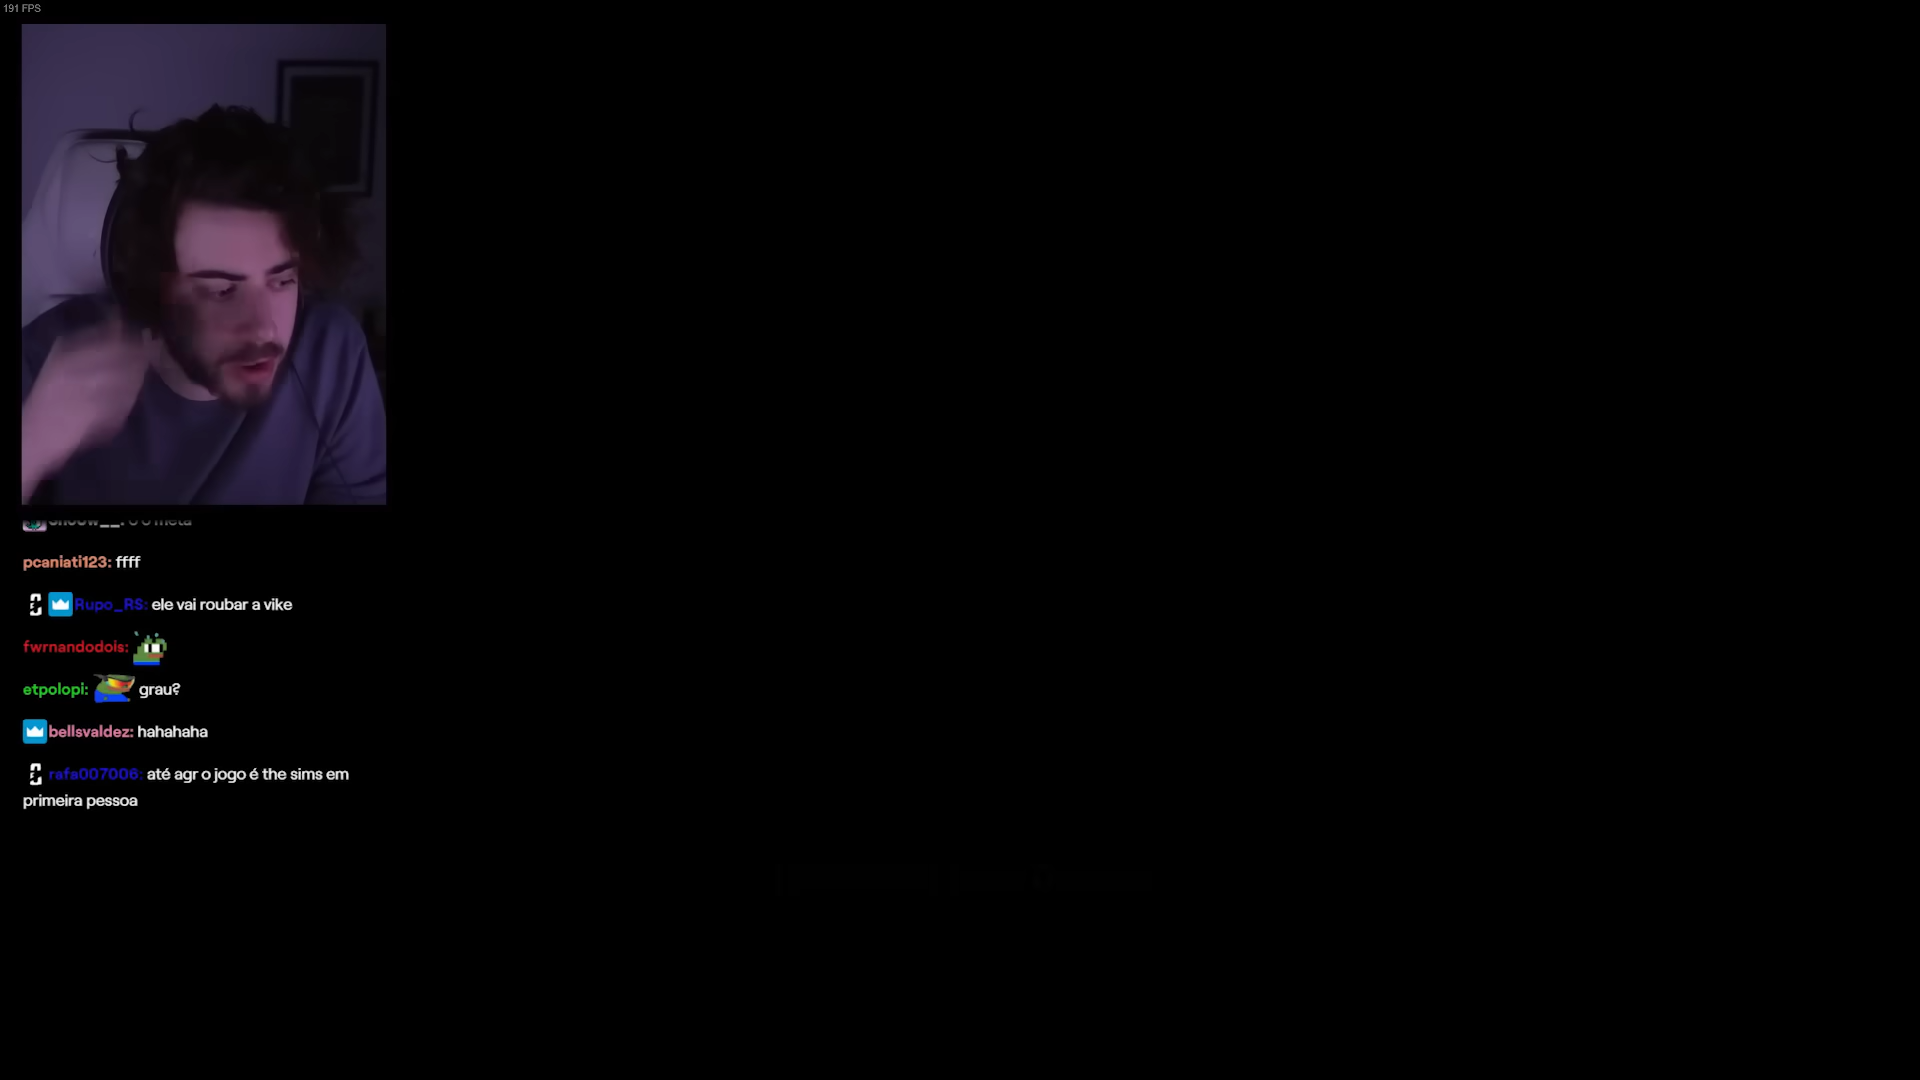 191 FPS
pcaniati123: ffff
Rupo_RS: ele vai roubar a vike
fwrnandodois:
etpolopi: grau?
bellsvaldez: hahahaha
rafa007006: até agr o jogo é the sims em
primeira pessoa